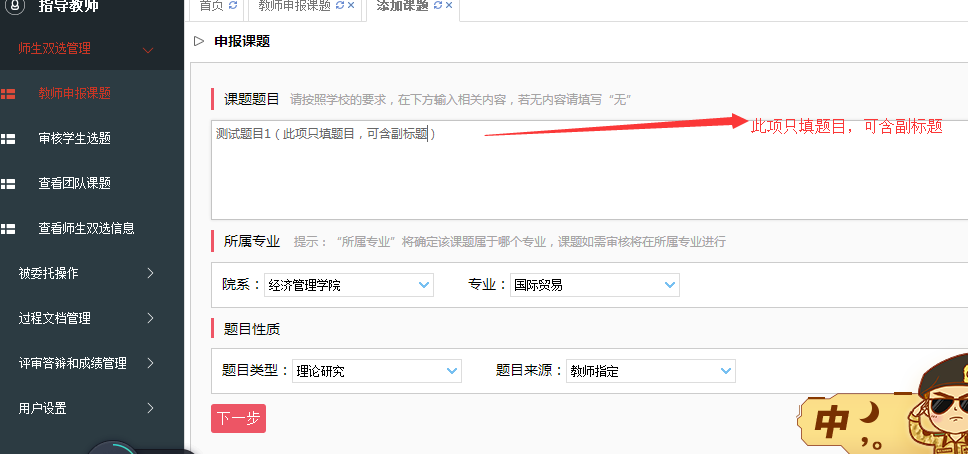 指导教师
首页
教师申报课题
添加课题
师生双选管理
教师申报课题
审核学生选题
查看团队课题
查看师生双选信息
被委托操作
过程文档管理
评审答辩和成绩管理
用户设置
申报课题
课题题目 请按照学校的要求，在下方输入相关内容，若无内容请填写“无”
测试题目1（此项只填题目，可含副标题）
此项只填题目，可含副标题
所属专业 提示：“所属专业”将确定该课题属于哪个专业，课题如需审核将在所属专业进行
院系：经济管理学院 专业：国际贸易
题目性质
题目类型：理论研究 题目来源：教师指定
下一步
中 ，。